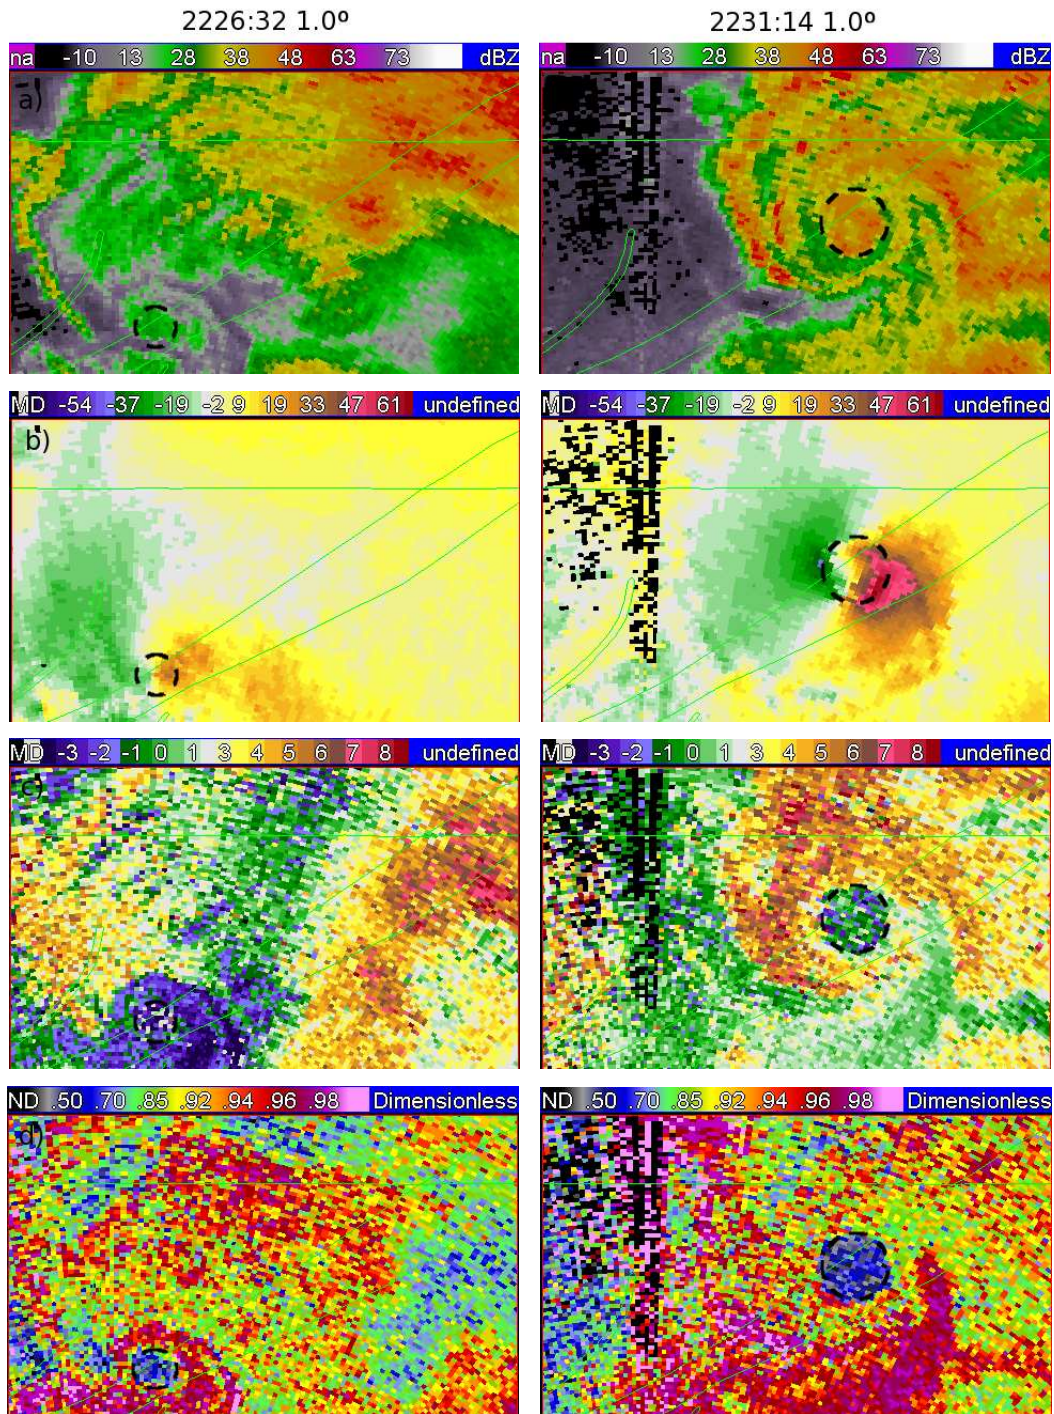 2226:32 1.0º 2231:14 1.0º
na -10 13 28 38 48 63 73 dBZ na -10 13 28 38 48 63 73 dBZ
a)
MD -54 -37 -19 -2 9 19 33 47 61 undefined MD -54 -37 -19 -2 9 19 33 47 61 undefined
b)
MD -3 -2 -1 0 1 3 4 5 6 7 8 undefined MD -3 -2 -1 0 1 3 4 5 6 7 8 undefined
c)
ND .50 .70 .85 .92 .94 .96 .98 Dimensionless ND .50 .70 .85 .92 .94 .96 .98 Dimensionless
d)